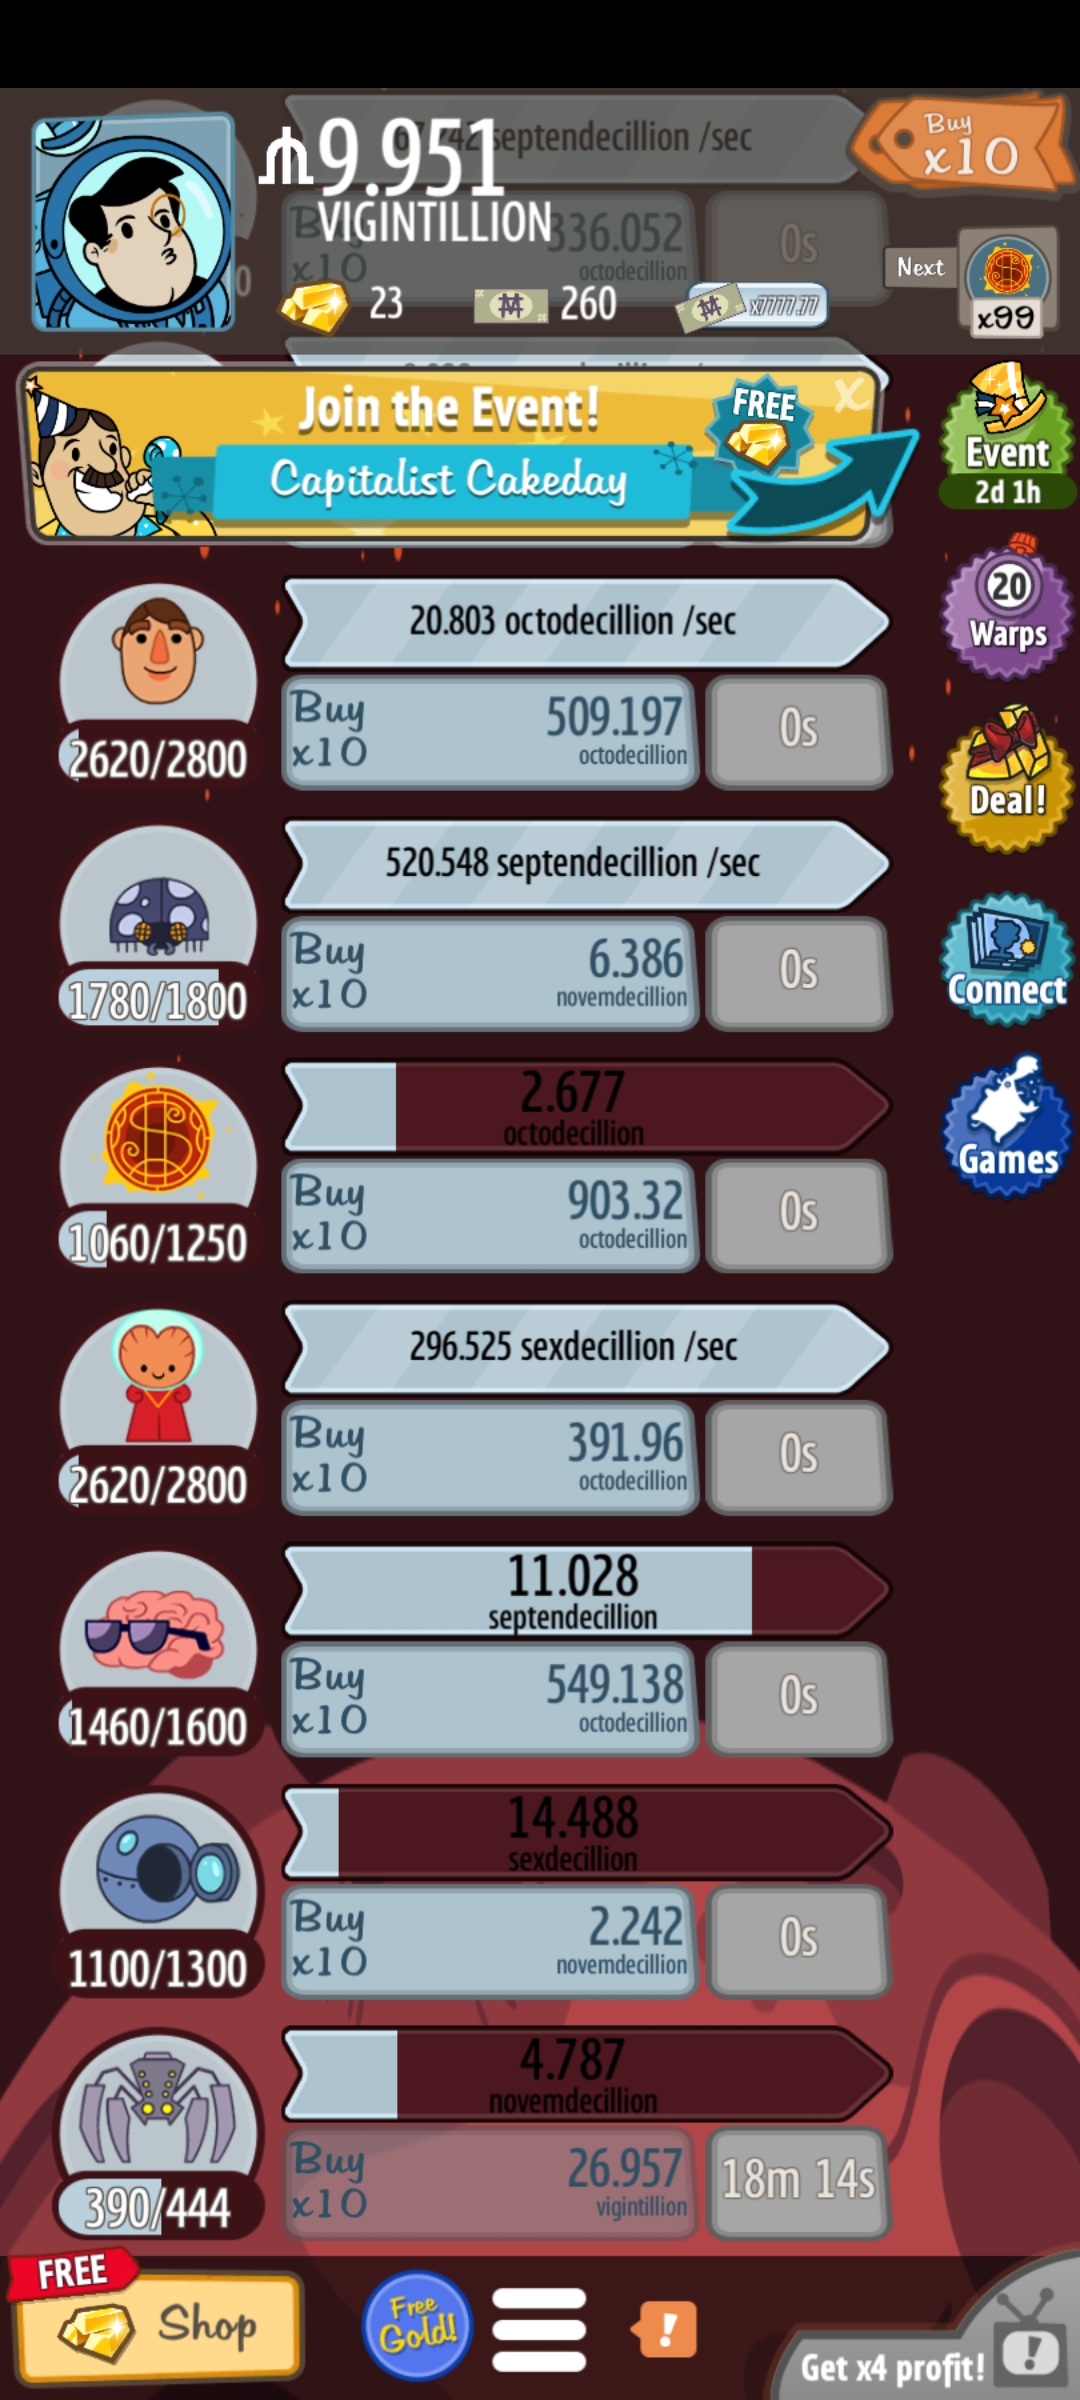 67.242 septendecillion /sec
9.951
VIGINTILLION
Buy
x10
336.052
octodecillion
0s
23
260
x7777.77
Buy
x10
Next
x99
Join the Event!
Capitalist Cakeday
FREE
x
Event
2d 1h
20.803 octodecillion /sec
Buy
x10
509.197
octodecillion
0s
2620/2800
20
Warps
Deal!
520.548 septendecillion /sec
Buy
x10
6.386
novemdecillion
0s
1780/1800
Connect
2.677
octodecillion
Buy
x10
903.32
octodecillion
0s
1060/1250
Games
296.525 sexdecillion /sec
Buy
x10
391.96
octodecillion
0s
2620/2800
11.028
septendecillion
Buy
x10
549.138
octodecillion
0s
1460/1600
14.488
sexdecillion
Buy
x10
2.242
novemdecillion
0s
1100/1300
4.787
novemdecillion
Buy
x10
26.957
vigintillion
18m 14s
390/444
FREE
Shop
Free
Gold!
!
Get x4 profit!
!